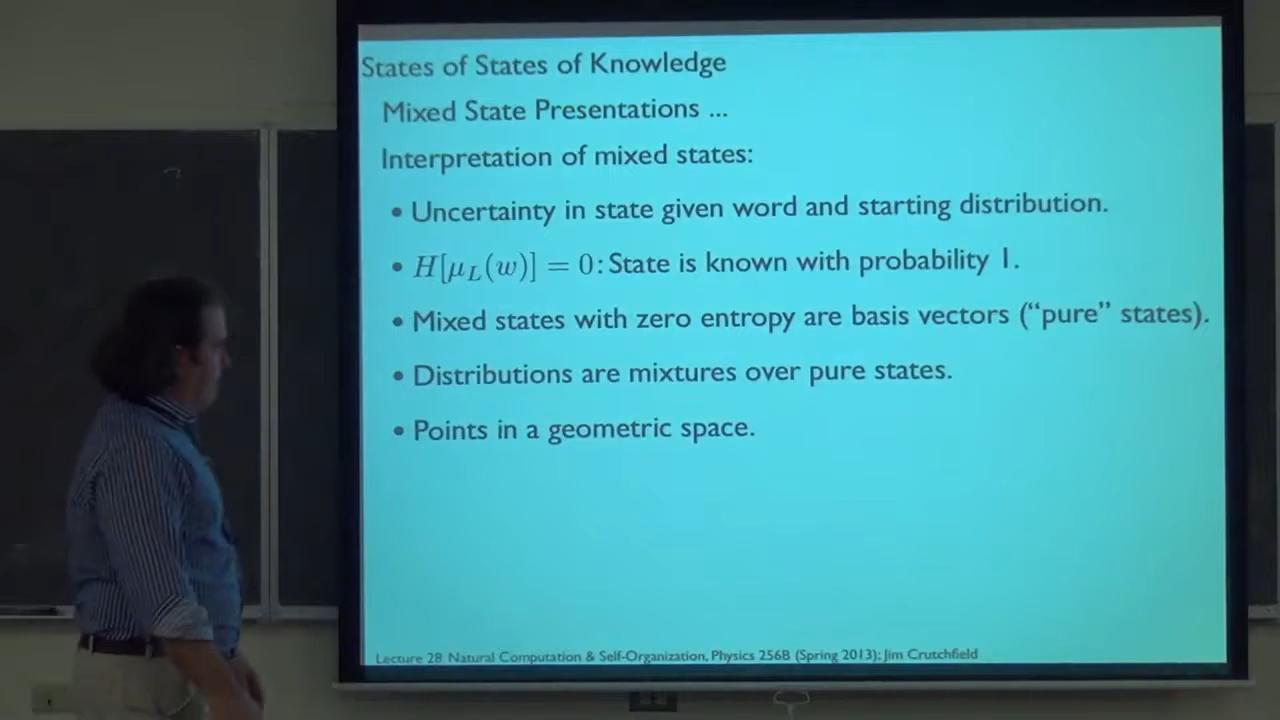 States of States of Knowledge
Mixed State Presentations ...
Interpretation of mixed states:
• Uncertainty in state given word and starting distribution.
• H[μ_L(w)] = 0: State is known with probability 1.
• Mixed states with zero entropy are basis vectors (“pure” states).
• Distributions are mixtures over pure states.
• Points in a geometric space.
Lecture 28 Natural Computation & Self-Organization, Physics 256B (Spring 2013); Jim Crutchfield